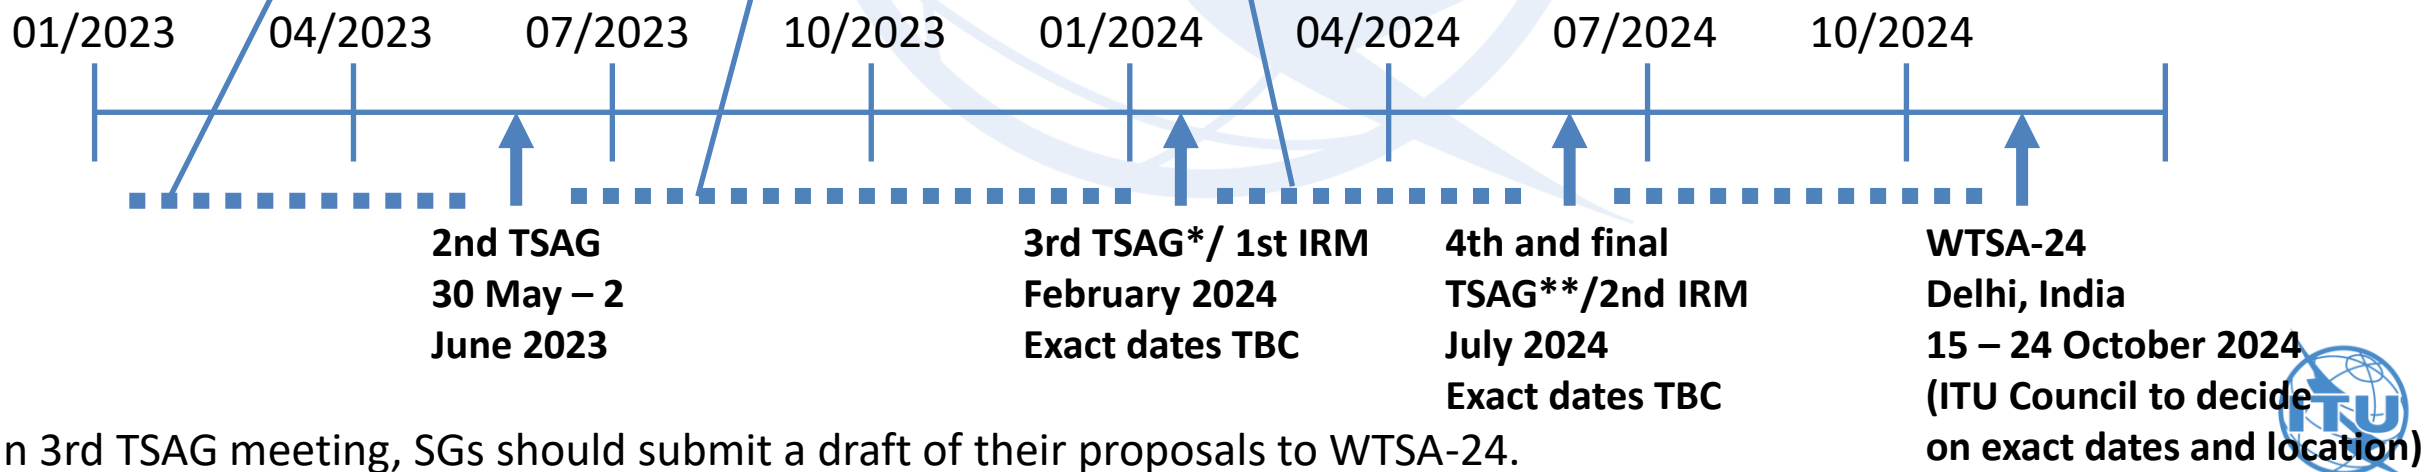 01/2023 04/2023 07/2023 10/2023 01/2024 04/2024 07/2024 10/2024
2nd TSAG
30 May – 2
June 2023
3rd TSAG*/ 1st IRM
February 2024
Exact dates TBC
4th and final
TSAG**/2nd IRM
July 2024
Exact dates TBC
WTSA-24
Delhi, India
15 – 24 October 2024
(ITU Council to decide
on exact dates and location)
ITU
n 3rd TSAG meeting, SGs should submit a draft of their proposals to WTSA-24.